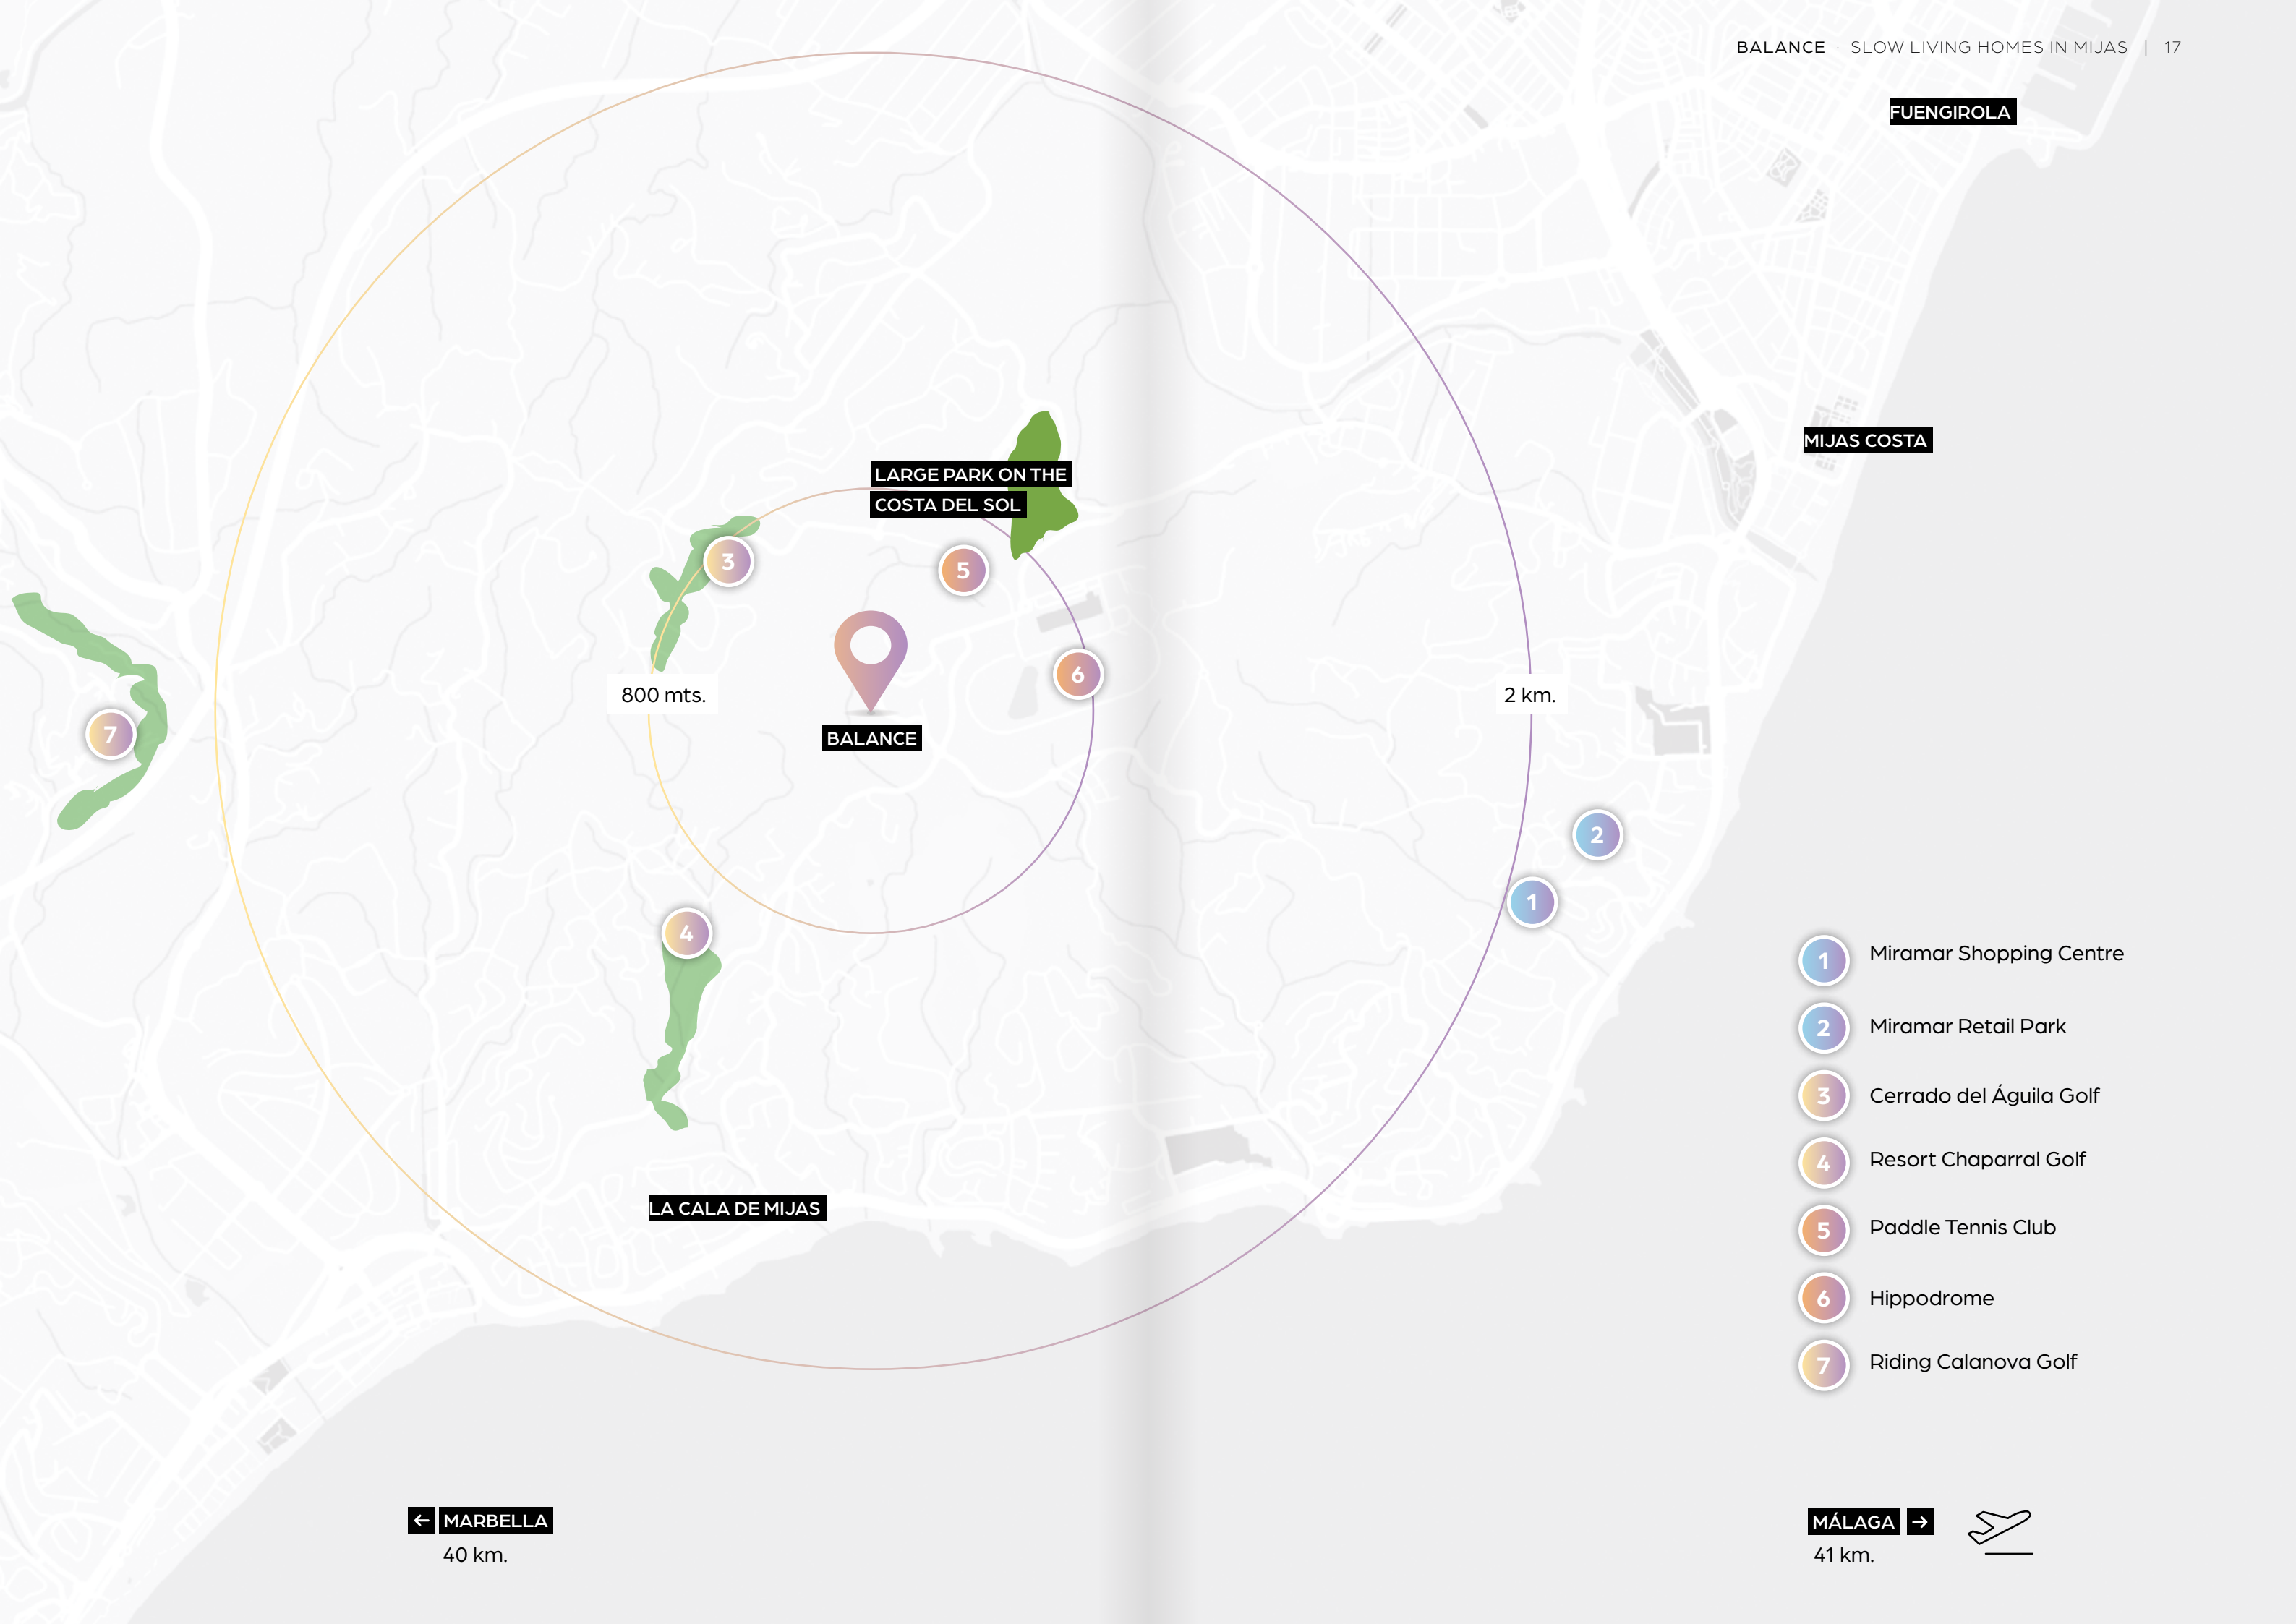 BALANCE · SLOW LIVING HOMES IN MIJAS | 17
FUENGIROLA
MIJAS COSTA
LARGE PARK ON THE
COSTA DEL SOL
3
5
6
800 mts.
2 km.
7
BALANCE
2
1
4
LA CALA DE MIJAS
1 Miramar Shopping Centre
2 Miramar Retail Park
3 Cerrado del Águila Golf
4 Resort Chaparral Golf
5 Paddle Tennis Club
6 Hippodrome
7 Riding Calanova Golf
← MARBELLA
40 km.
MÁLAGA →
41 km.